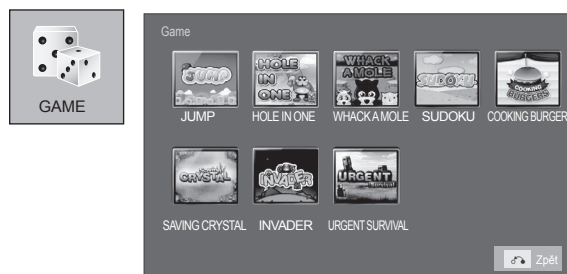 GAME
Game
JUMP
HOLE IN ONE
WHACK A MOLE
SUDOKU
COOKING BURGERS
JUMP
HOLE IN ONE
WHACK A MOLE
SUDOKU
COOKING BURGER
CRYSTAL
INVADER
URGENT
Survival
SAVING CRYSTAL
INVADER
URGENT SURVIVAL
Zpět